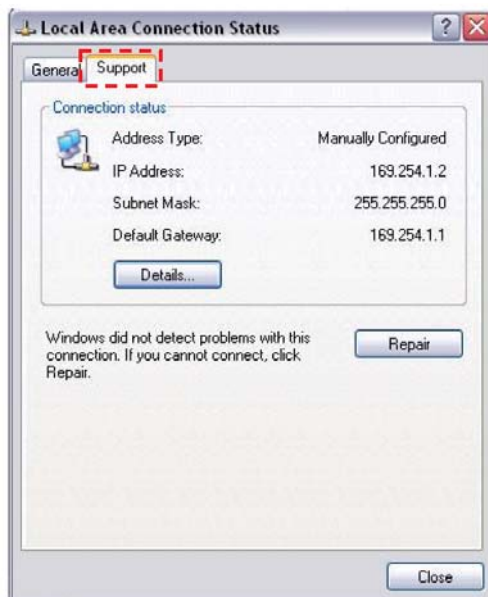 Local Area Connection Status
General
Support
Connection status
Address Type: Manually Configured
IP Address: 169.254.1.2
Subnet Mask: 255.255.255.0
Default Gateway: 169.254.1.1
Details...
Windows did not detect problems with this
connection. If you cannot connect, click
Repair.
Repair
Close